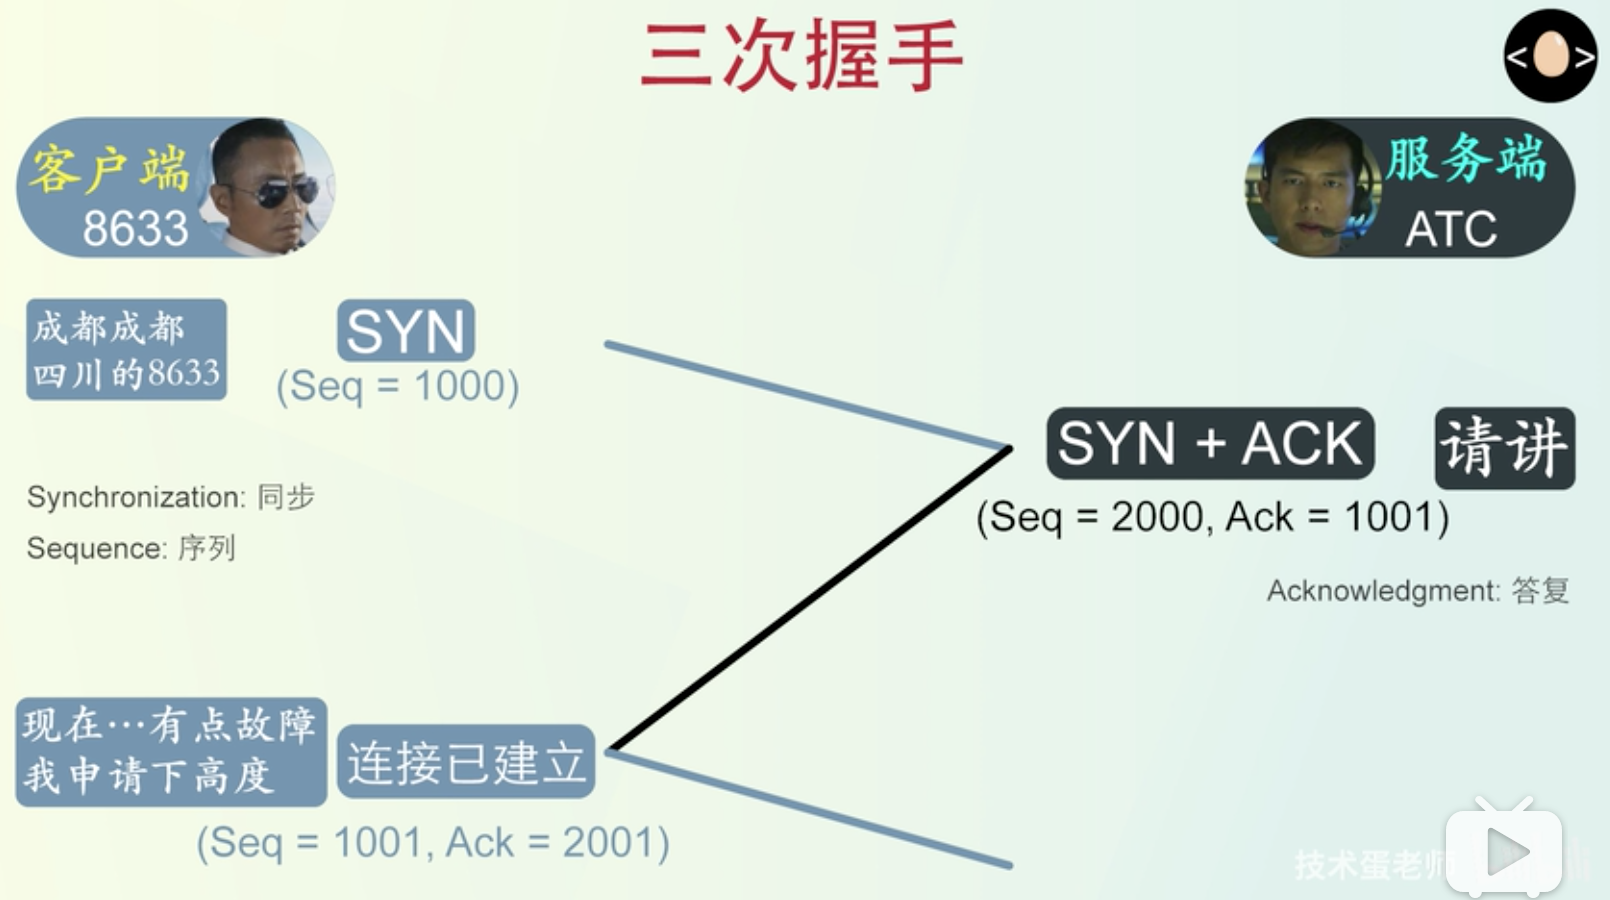 三次握手
< >
客户端
8633
服务端
ATC
成都成都
四川的8633
SYN
(Seq = 1000)
SYN + ACK
请讲
(Seq = 2000, Ack = 1001)
Synchronization: 同步
Sequence: 序列
Acknowledgment: 答复
现在…有点故障
我申请下高度
连接已建立
(Seq = 1001, Ack = 2001)
技术蛋老师